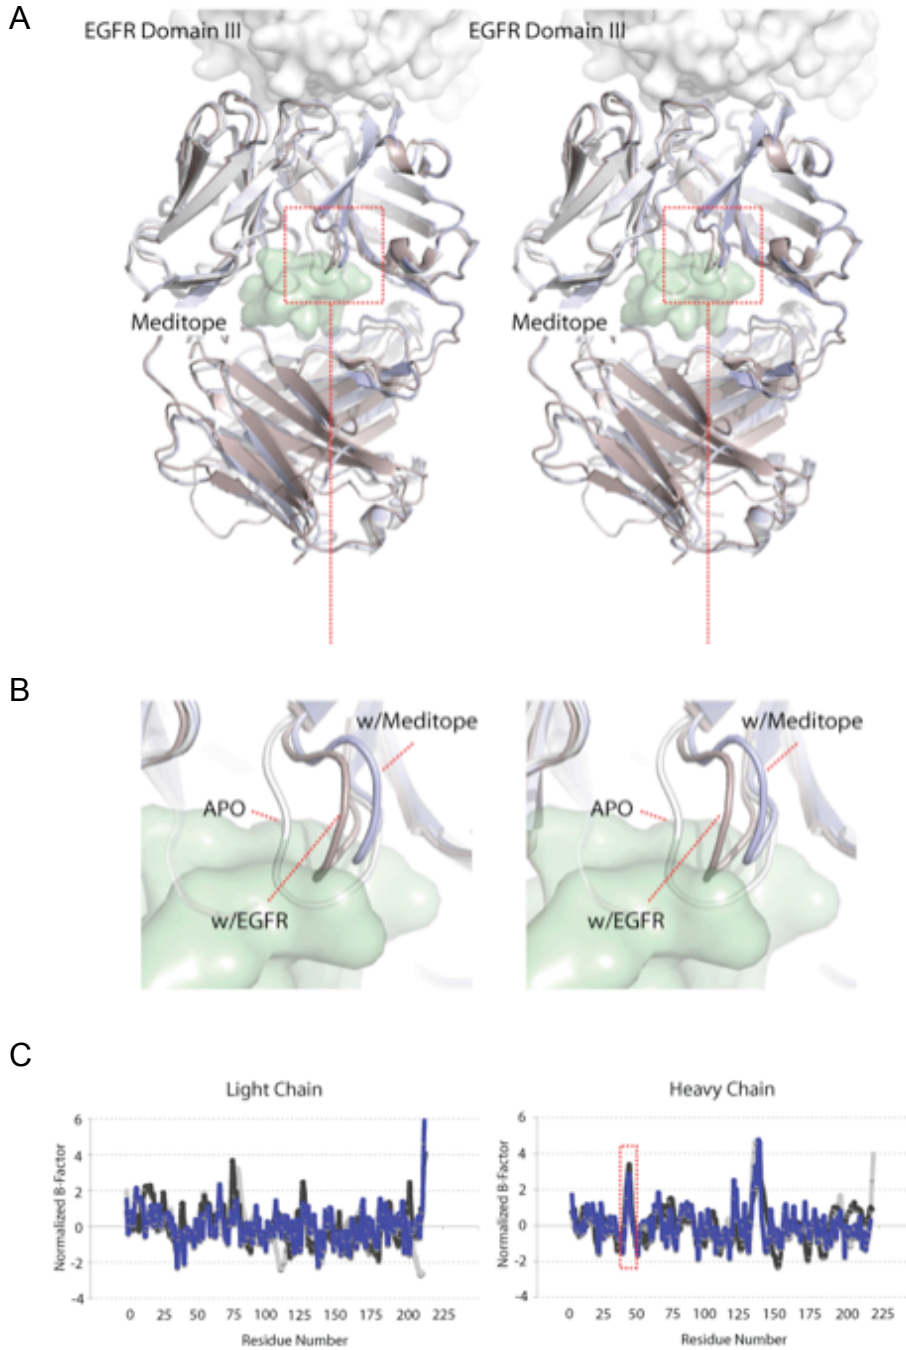 A
EGFR Domain III EGFR Domain III
Meditope Meditope
B
w/Meditope w/Meditope
APO APO
w/EGFR w/EGFR
C
Light Chain Heavy Chain
Normalized B-Factor
6
4
2
0
-2
-4
0 25 50 75 100 125 150 175 200 225
Residue Number
Normalized B-Factor
6
4
2
0
-2
-4
0 25 50 75 100 125 150 175 200 225
Residue Number